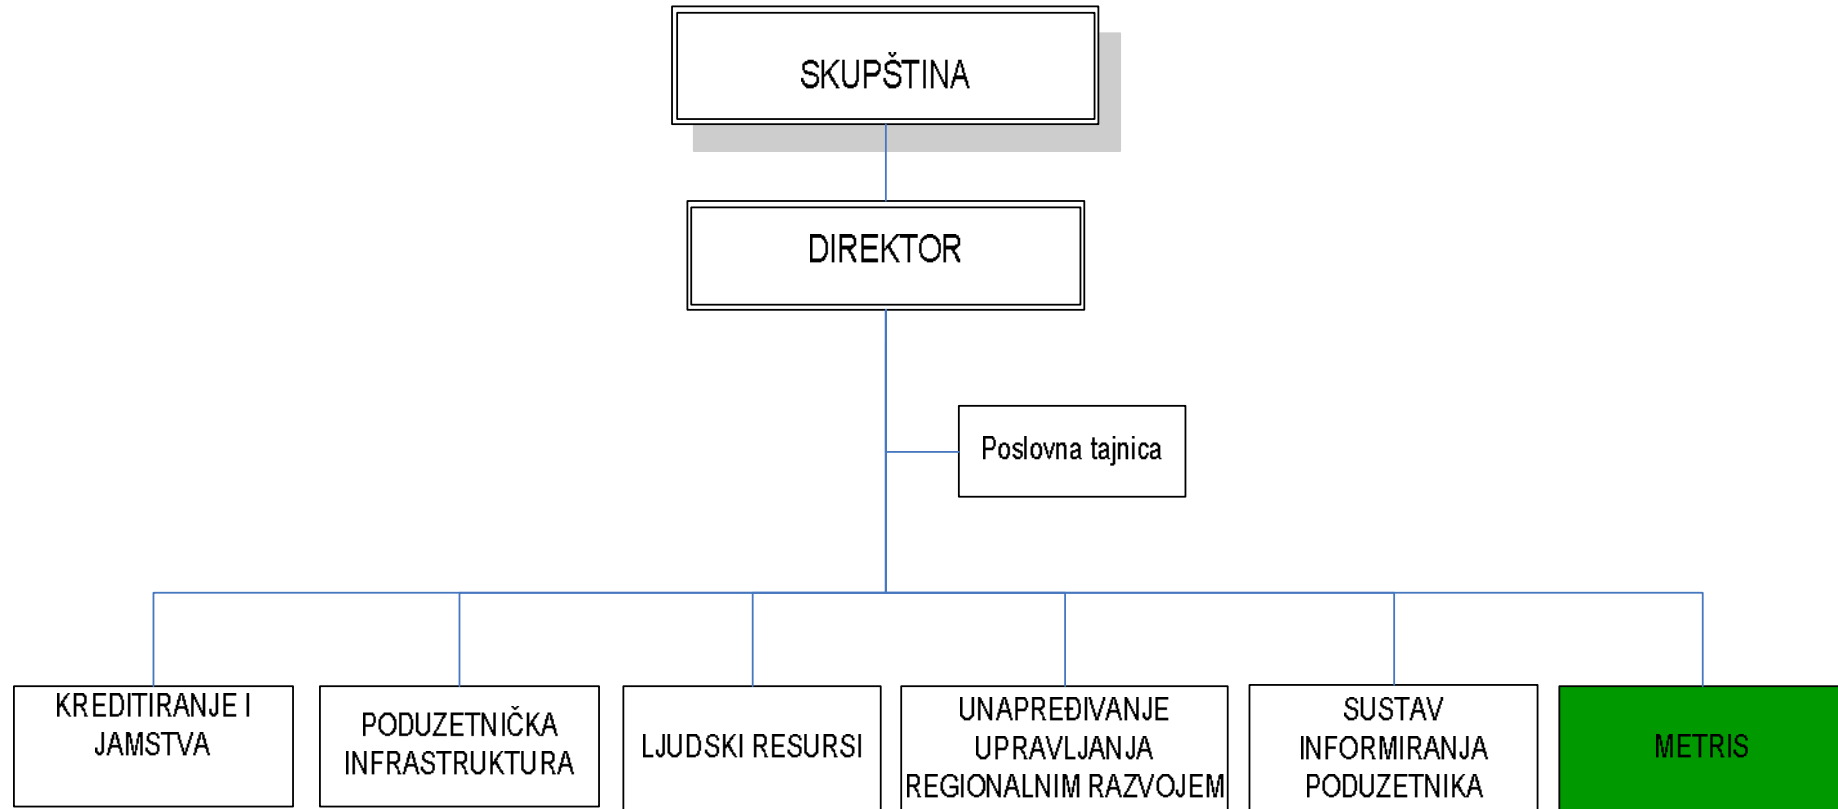 SKUPŠTINA
DIREKTOR
Poslovna tajnica
KREDITIRANJE I
JAMSTVA
PODUZETNIČKA
INFRASTRUKTURA
LJUDSKI RESURSI
UNAPREĐIVANJE
UPRAVLJANJA
REGIONALNIM RAZVOJEM
SUSTAV
INFORMIRANJA
PODUZETNIKA
METRIS